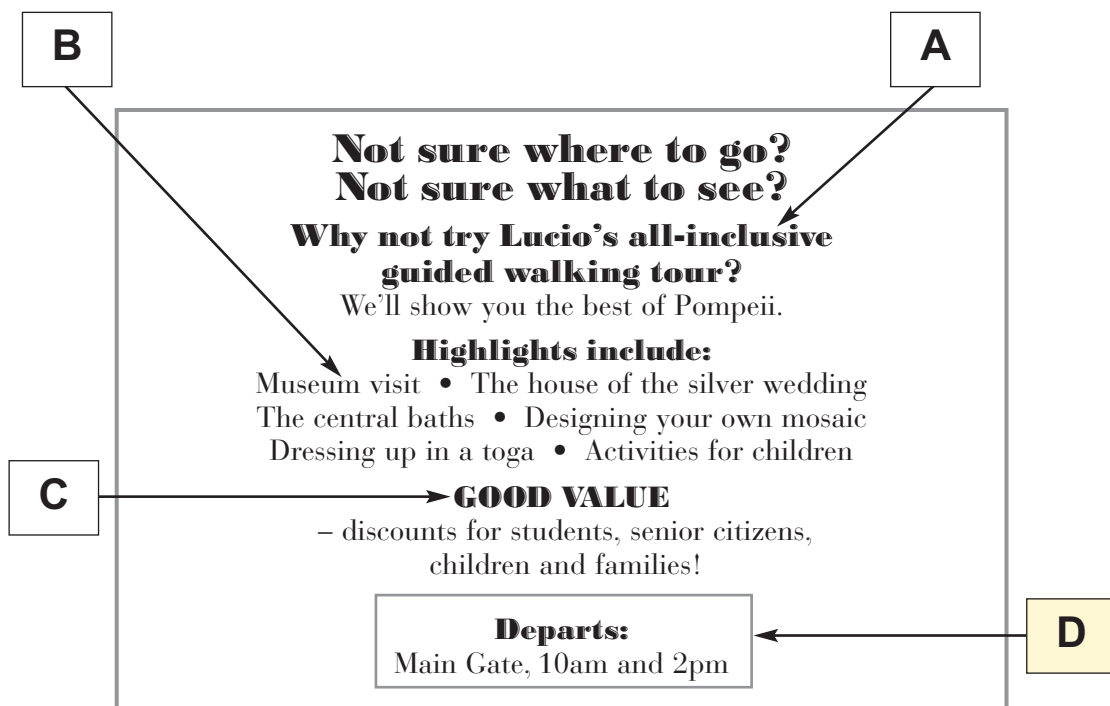 B
A
Not sure where to go?
Not sure what to see?
Why not try Lucio’s all-inclusive
guided walking tour?
We’ll show you the best of Pompeii.
Highlights include:
Museum visit • The house of the silver wedding
The central baths • Designing your own mosaic
Dressing up in a toga • Activities for children
C
GOOD VALUE
– discounts for students, senior citizens,
children and families!
Departs:
Main Gate, 10am and 2pm
D